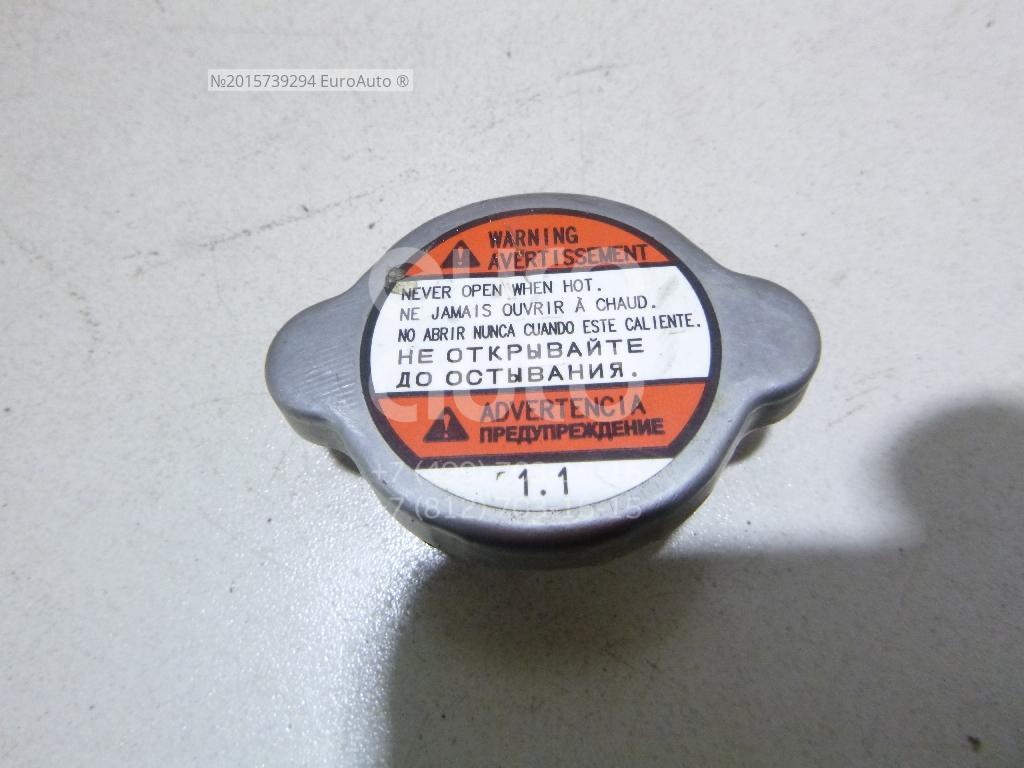 №2015739294 EuroAuto ®
WARNING
AVERTISSEMENT
NEVER OPEN WHEN HOT.
NE JAMAIS OUVRIR À CHAUD.
NO ABRIR NUNCA CUANDO ESTE CALIENTE.
НЕ ОТКРЫВАЙТЕ
ДО ОСТЫВАНИЯ.
ADVERTENCIA
ПРЕДУПРЕЖДЕНИЕ
1.1